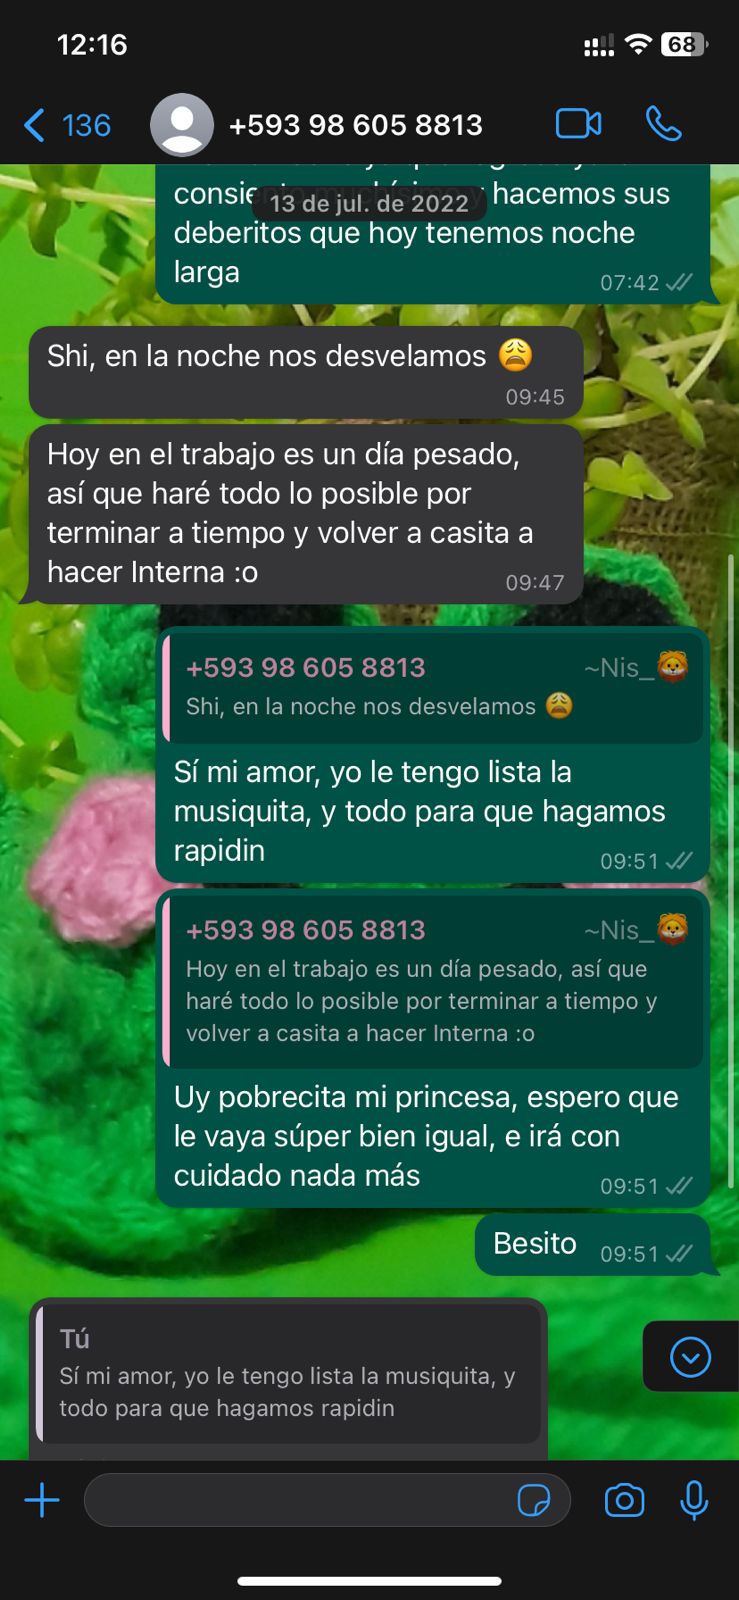 12:16
68
136
+593 98 605 8813
13 de jul. de 2022
consiento muchísimo y hacemos sus
deberitos que hoy tenemos noche
larga
07:42
Shi, en la noche nos desvelamos 😩
09:45
Hoy en el trabajo es un día pesado,
así que haré todo lo posible por
terminar a tiempo y volver a casita a
hacer Interna :o
09:47
+593 98 605 8813 ~Nis_🦁
Shi, en la noche nos desvelamos 😩
Sí mi amor, yo le tengo lista la
musiquita, y todo para que hagamos
rapidin
09:51
+593 98 605 8813 ~Nis_🦁
Hoy en el trabajo es un día pesado, así que
haré todo lo posible por terminar a tiempo y
volver a casita a hacer Interna :o
Uy pobrecita mi princesa, espero que
le vaya súper bien igual, e irá con
cuidado nada más
09:51
Besito
09:51
Tú
Sí mi amor, yo le tengo lista la musiquita, y
todo para que hagamos rapidin